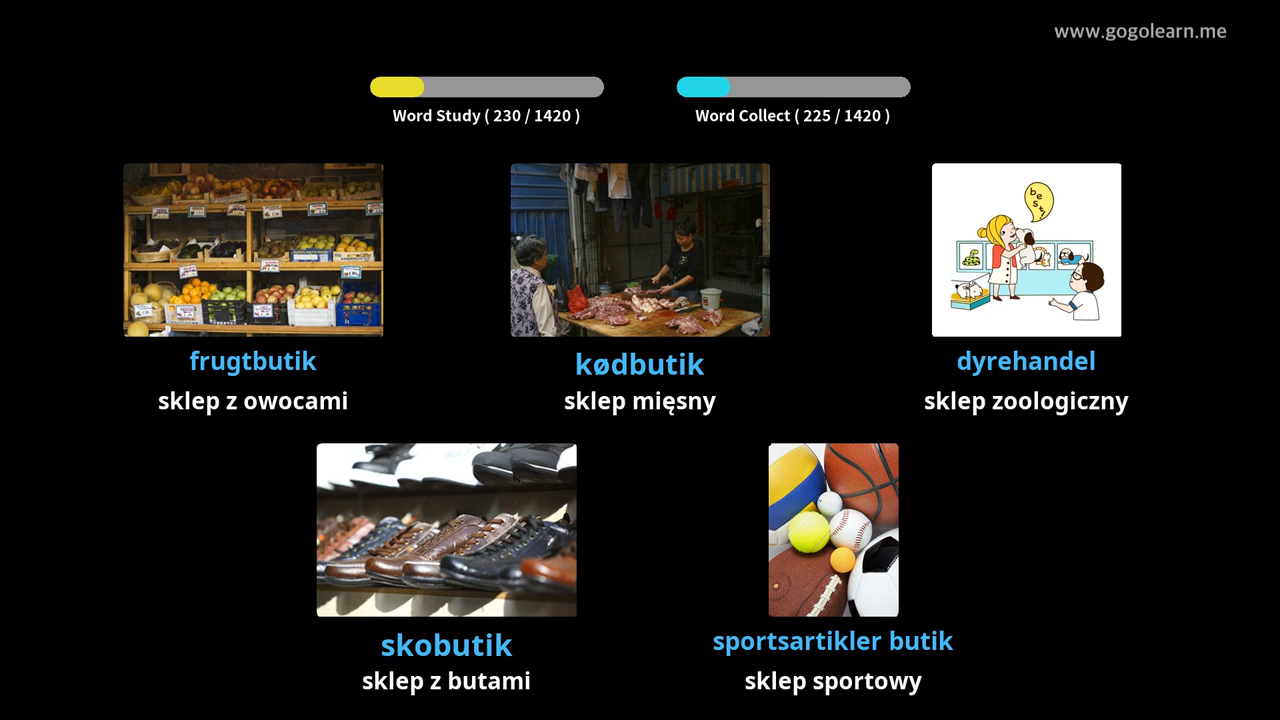 www.gogolearn.me
Word Study ( 230 / 1420 )
Word Collect ( 225 / 1420 )
best
frugtbutik
kødbutik
dyrehandel
sklep z owocami
sklep mięsny
sklep zoologiczny
skobutik
sportsartikler butik
sklep z butami
sklep sportowy